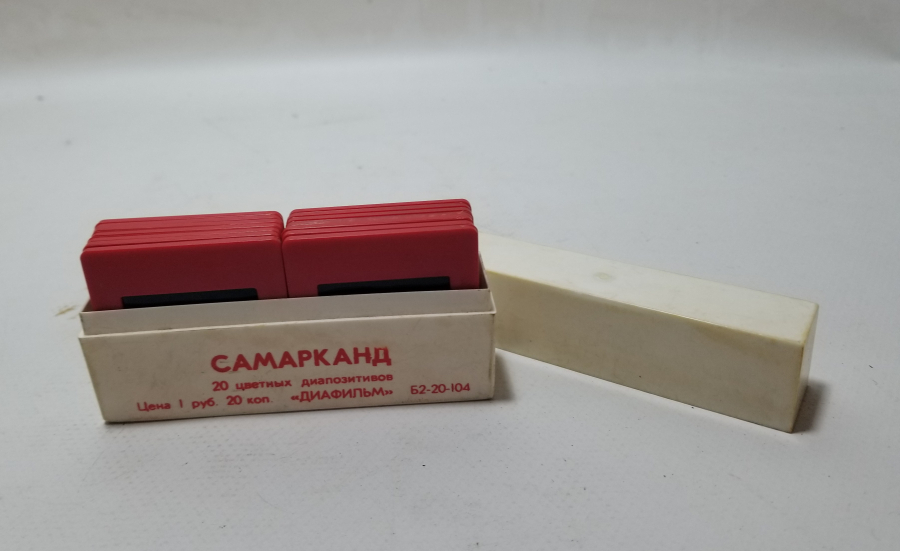 САМАРКАНД
20 цветных диапозитивов
Цена 1 руб. 20 коп. «ДИАФИЛЬМ» Б2-20-104